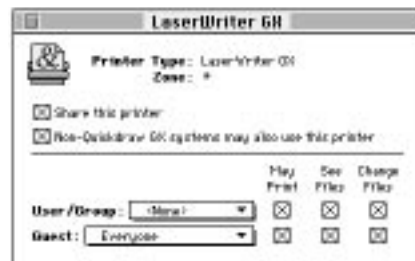 LaserWriter GX
Printer Type: LaserWriter GX
Zone: *
Share this printer
Non-Quickdraw GX systems may also use this printer
May Print See Files Change Files
User/Group: <None>
Guest: Everyone